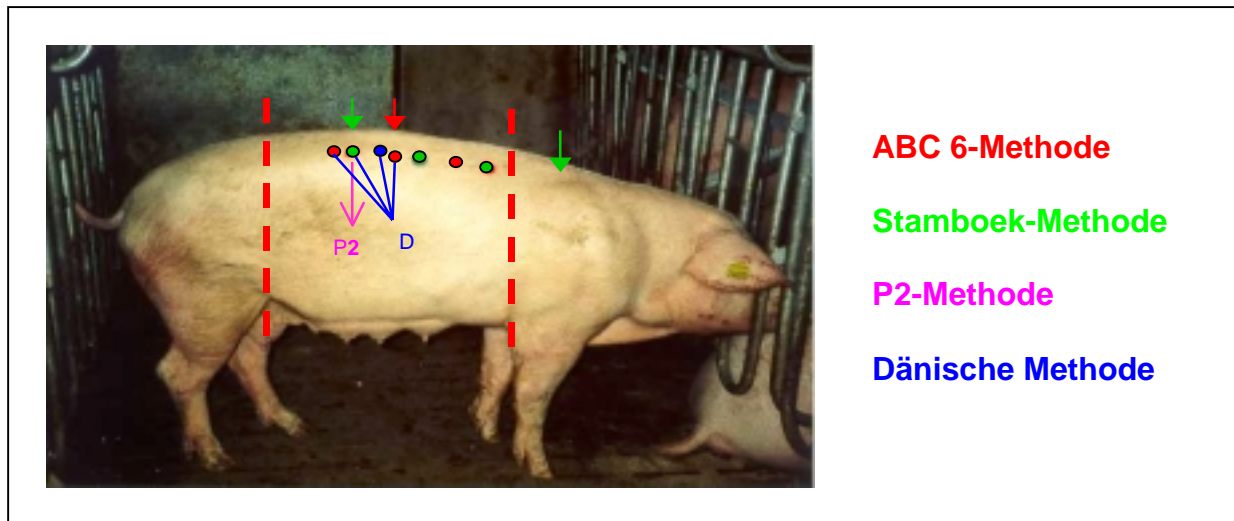 P2
D
ABC 6-Methode
Stamboek-Methode
P2-Methode
Dänische Methode